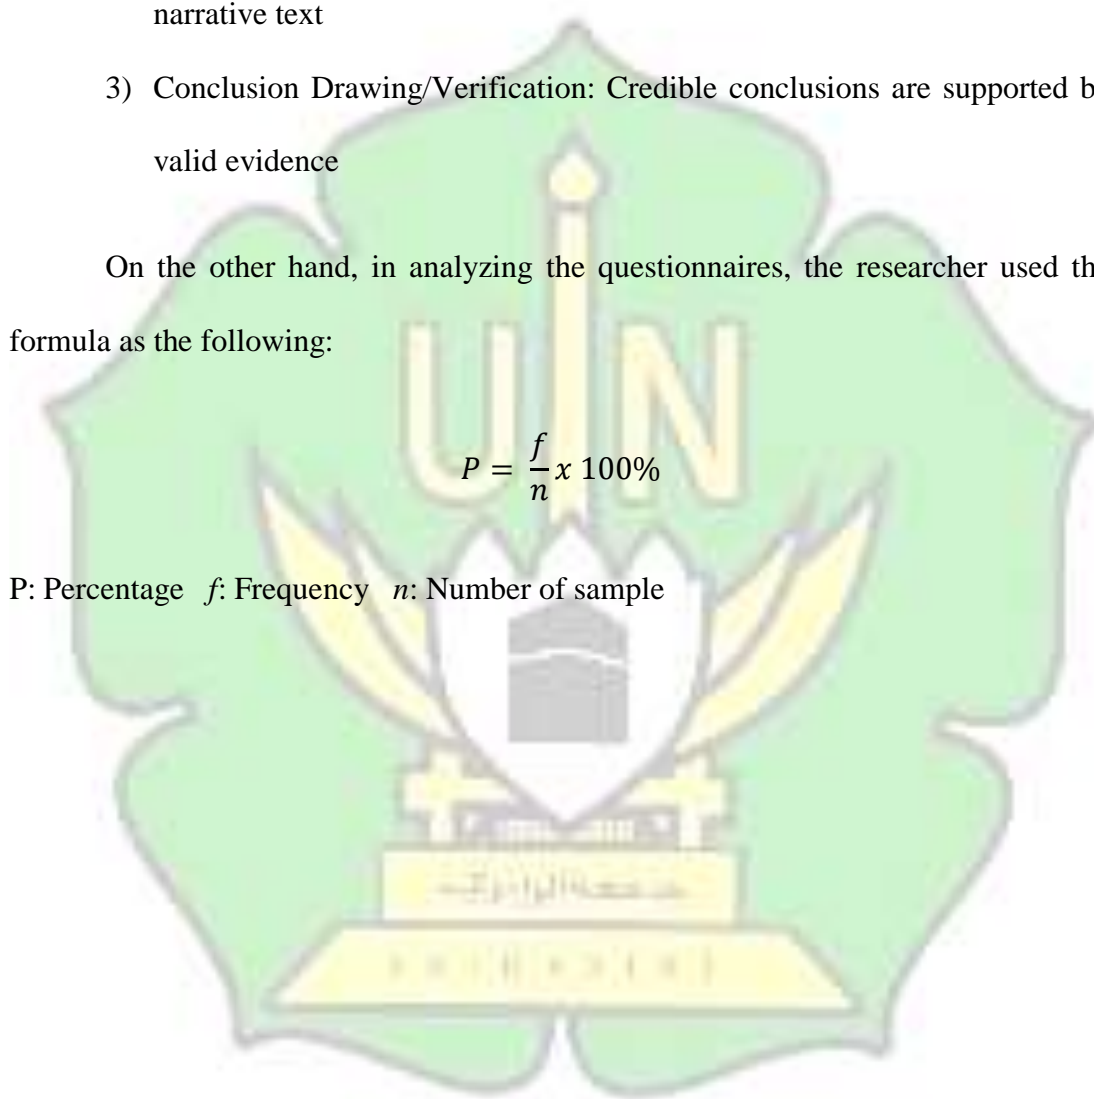 narrative text
3) Conclusion Drawing/Verification: Credible conclusions are supported b
valid evidence
On the other hand, in analyzing the questionnaires, the researcher used th
formula as the following:
UIN
P = f/n x 100%
P: Percentage f: Frequency n: Number of sample